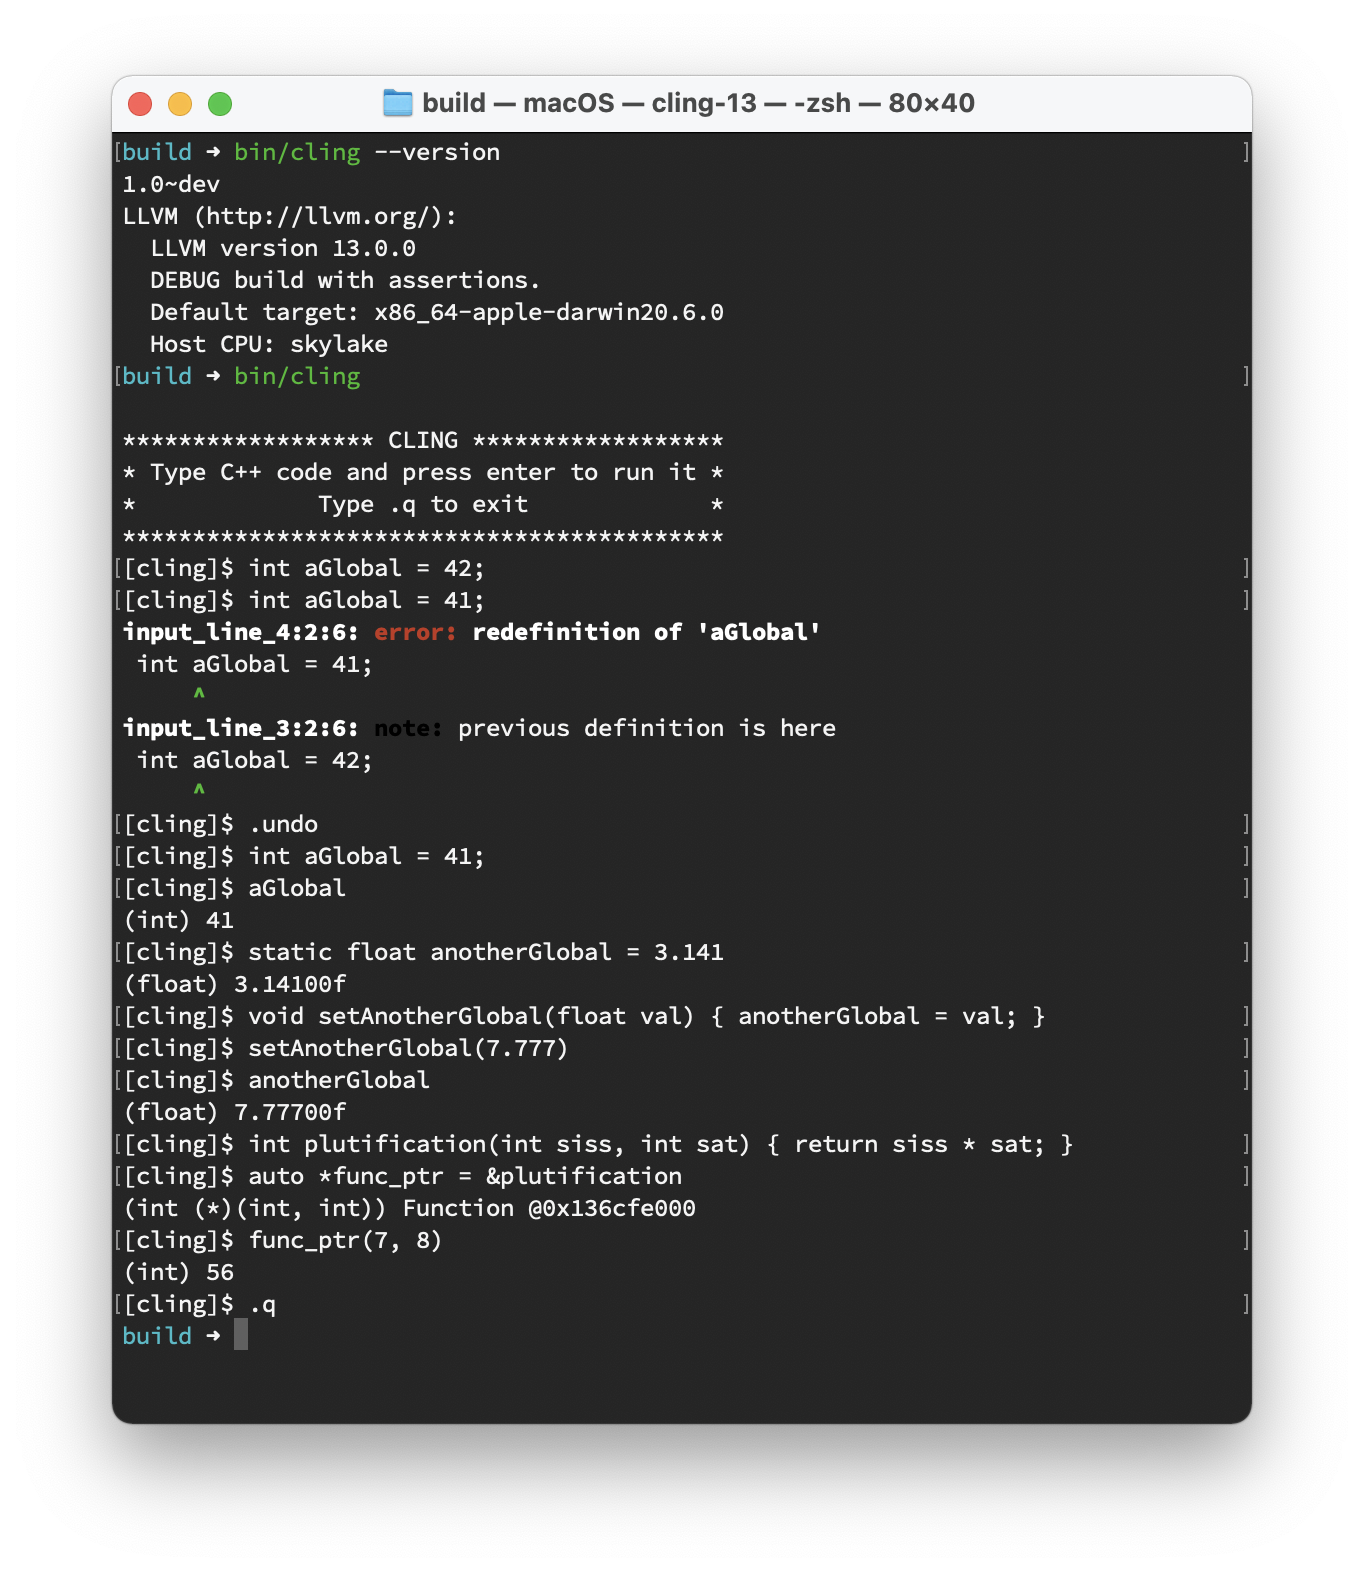 build — macOS — cling-13 — -zsh — 80×40
[build ➜ bin/cling --version ]
1.0~dev
LLVM (http://llvm.org/):
  LLVM version 13.0.0
  DEBUG build with assertions.
  Default target: x86_64-apple-darwin20.6.0
  Host CPU: skylake
[build ➜ bin/cling ]
****************** CLING ******************
* Type C++ code and press enter to run it *
*             Type .q to exit             *
*******************************************
[[cling]$ int aGlobal = 42; ]
[[cling]$ int aGlobal = 41; ]
input_line_4:2:6: error: redefinition of 'aGlobal'
 int aGlobal = 41;
     ^
input_line_3:2:6: note: previous definition is here
 int aGlobal = 42;
     ^
[[cling]$ .undo ]
[[cling]$ int aGlobal = 41; ]
[[cling]$ aGlobal ]
(int) 41
[[cling]$ static float anotherGlobal = 3.141 ]
(float) 3.14100f
[[cling]$ void setAnotherGlobal(float val) { anotherGlobal = val; } ]
[[cling]$ setAnotherGlobal(7.777) ]
[[cling]$ anotherGlobal ]
(float) 7.77700f
[[cling]$ int plutification(int siss, int sat) { return siss * sat; } ]
[[cling]$ auto *func_ptr = &plutification ]
(int (*)(int, int)) Function @0x136cfe000
[[cling]$ func_ptr(7, 8) ]
(int) 56
[[cling]$ .q ]
build ➜